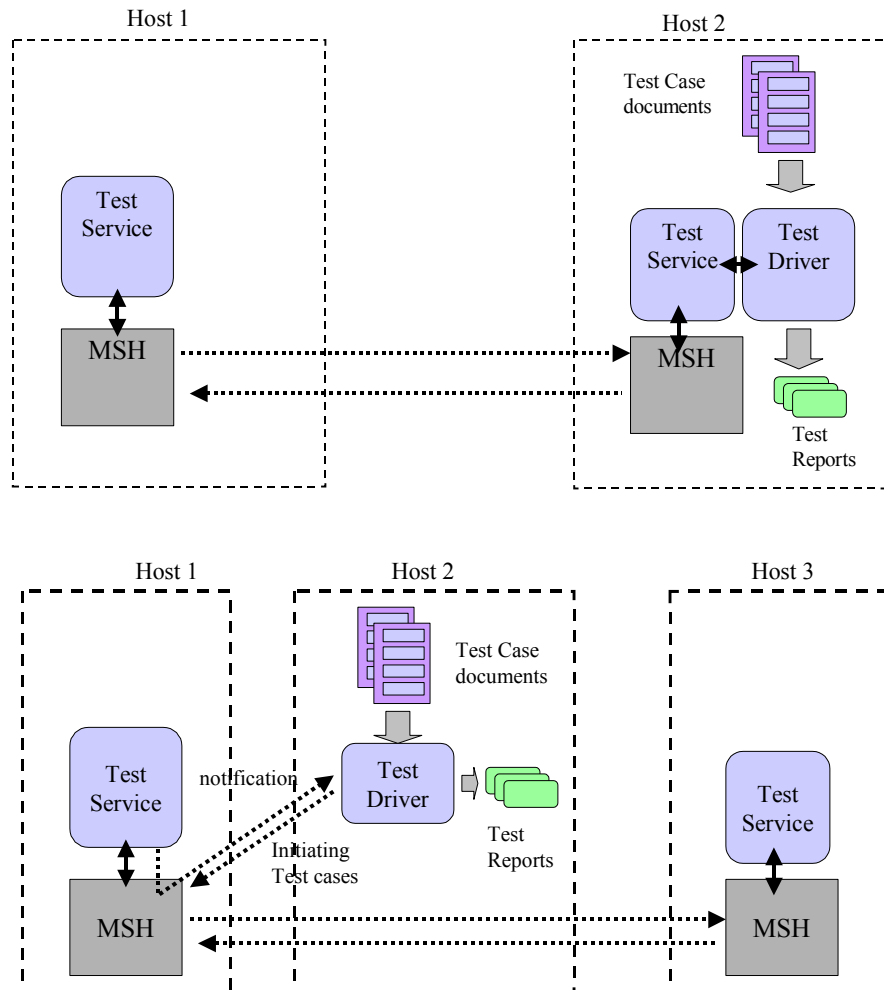 Host 1
Host 2
Test Case
documents
Test
Service
Test
Service
Test
Driver
MSH
MSH
Test
Reports
Host 1
Host 2
Host 3
Test Case
documents
Test
Service
notification
Test
Driver
Test
Service
Initiating
Test cases
Test
Reports
MSH
MSH